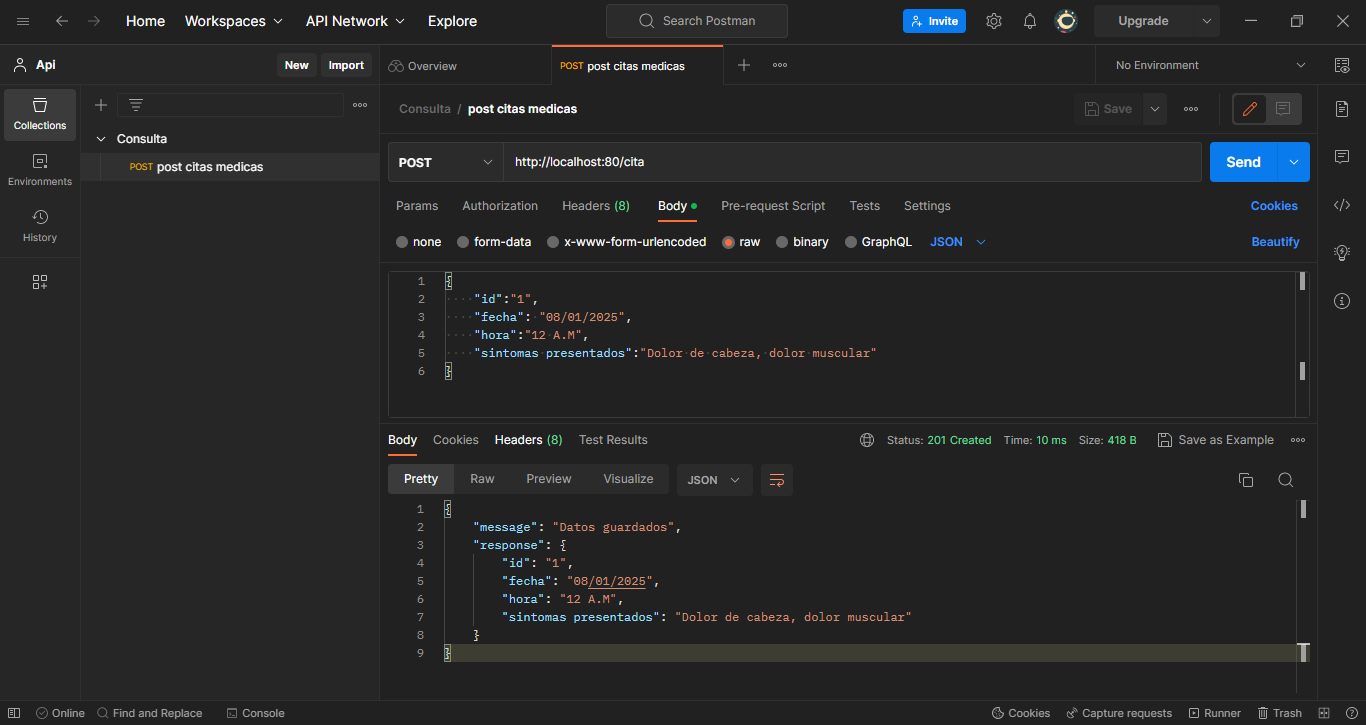 Home Workspaces API Network Explore Search Postman Invite Upgrade
Api New Import Overview POST post citas medicas No Environment
Collections
Environments
History
Consulta
POST post citas medicas
Consulta / post citas medicas Save
POST http://localhost:80/cita Send
Params Authorization Headers (8) Body Pre-request Script Tests Settings Cookies
none form-data x-www-form-urlencoded raw binary GraphQL JSON Beautify
1 {
2 "id":"1",
3 "fecha": "08/01/2025",
4 "hora":"12 A.M",
5 "sintomas presentados":"Dolor de cabeza, dolor muscular"
6 }
Body Cookies Headers (8) Test Results Status: 201 Created Time: 10 ms Size: 418 B Save as Example
Pretty Raw Preview Visualize JSON
1 {
2 "message": "Datos guardados",
3 "response": {
4 "id": "1",
5 "fecha": "08/01/2025",
6 "hora": "12 A.M",
7 "sintomas presentados": "Dolor de cabeza, dolor muscular"
8 }
9 }
Online Find and Replace Console Cookies Capture requests Runner Trash